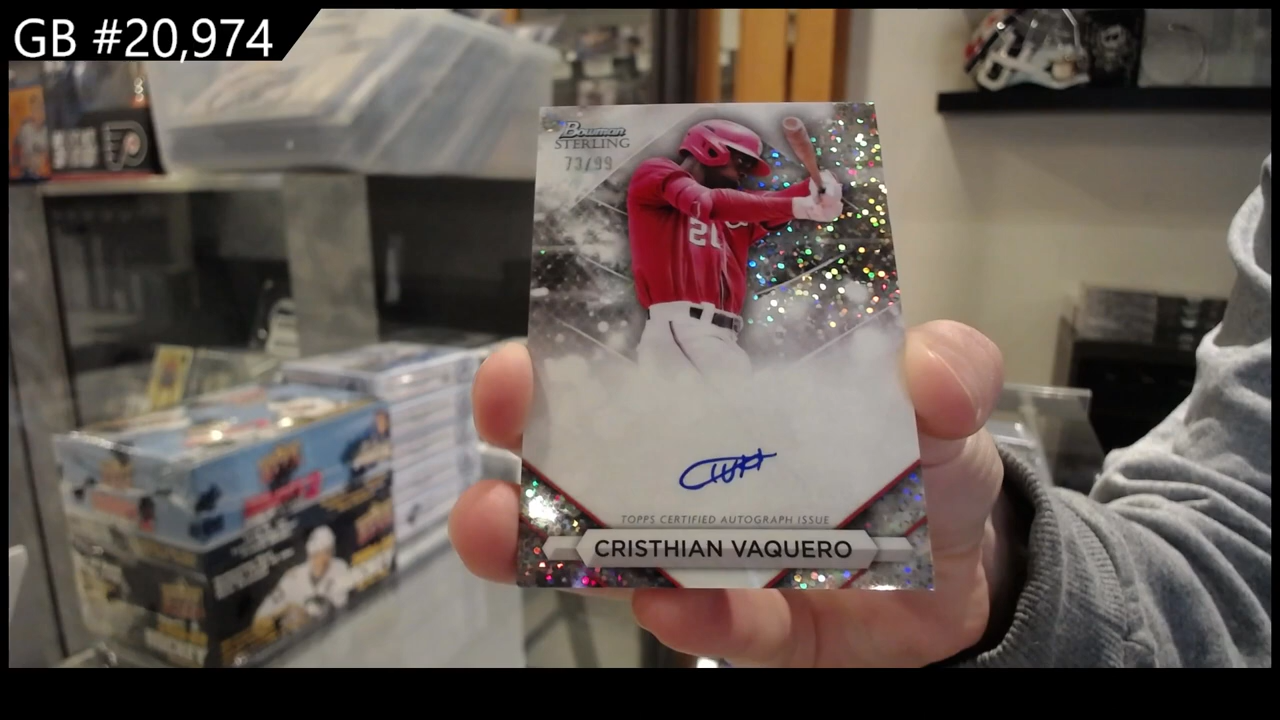 GB #20,974
Bowman
STERLING
73/99
TOPPS CERTIFIED AUTOGRAPH ISSUE
CRISTHIAN VAQUERO